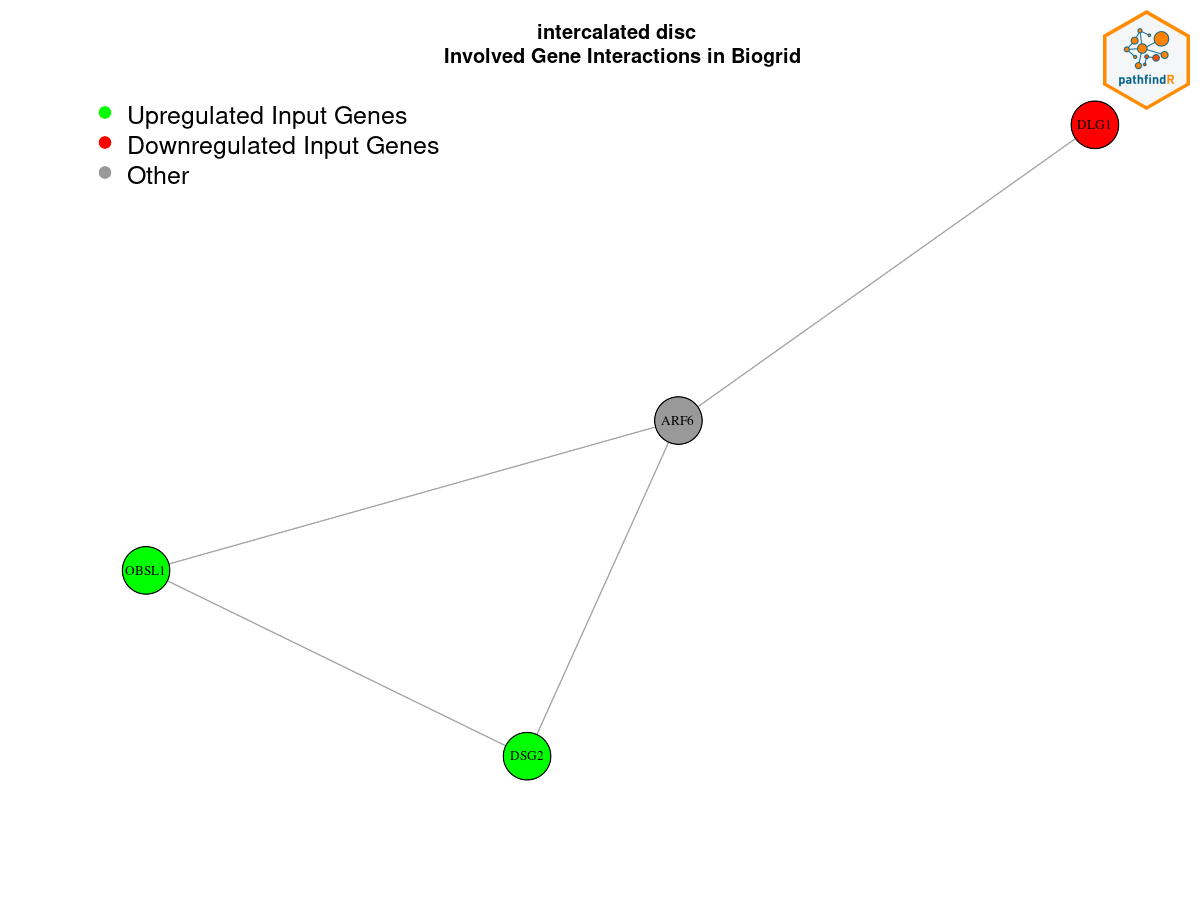 intercalated disc
Involved Gene Interactions in Biogrid
pathfindR
Upregulated Input Genes
Downregulated Input Genes
Other
DLG1
ARF6
OBSL1
DSG2